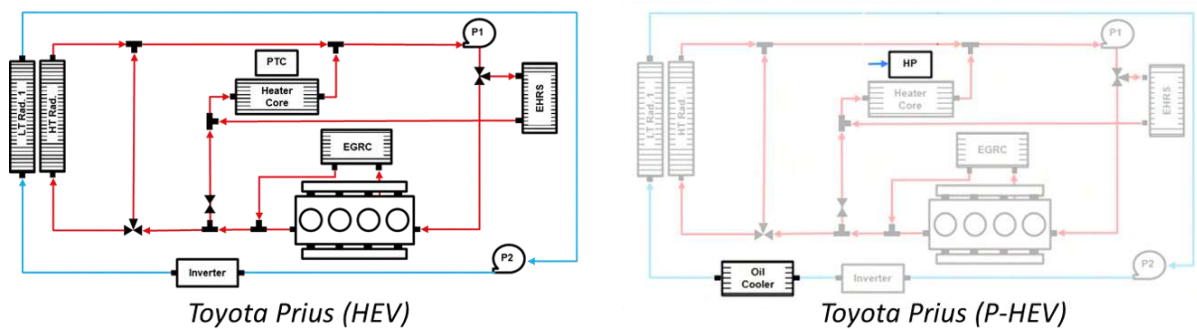 P1
PTC
LT Rad. 1
HT Rad.
Heater
Core
EHRS
EGRC
P2
Inverter
Toyota Prius (HEV)
P1
HP
LT Rad. 1
HT Rad.
Heater
Core
EHRS
EGRC
P2
Oil
Cooler
Inverter
Toyota Prius (P-HEV)